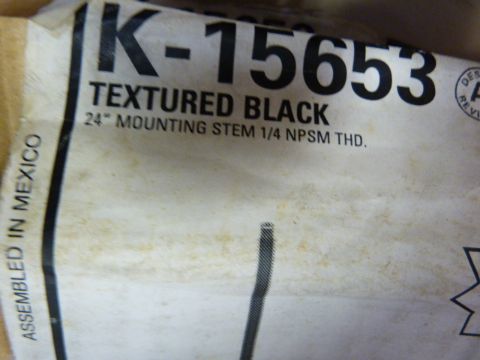 K-15653
TEXTURED BLACK
24" MOUNTING STEM 1/4 NPSM THD.
ASSEMBLED IN MEXICO